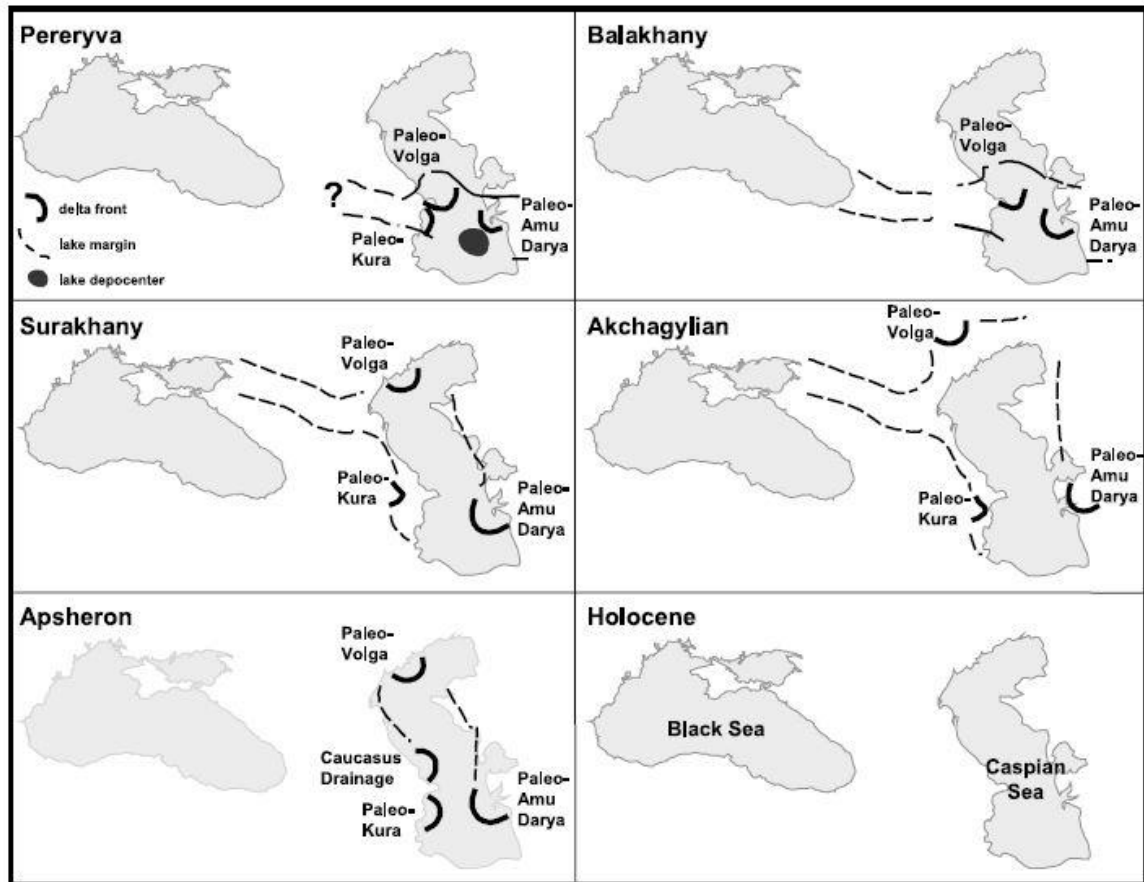 Pereryva
Paleo-
Volga
?
Paleo-
Kura
Paleo-
Amu
Darya
delta front
lake margin
lake depocenter
Balakhany
Paleo-
Volga
Paleo-
Amu
Darya
Surakhany
Paleo-
Volga
Paleo-
Kura
Paleo-
Amu
Darya
Akchagylian
Paleo-
Volga
Paleo-
Kura
Paleo-
Amu
Darya
Apsheron
Paleo-
Volga
Caucasus
Drainage
Paleo-
Kura
Paleo-
Amu
Darya
Holocene
Black Sea
Caspian
Sea